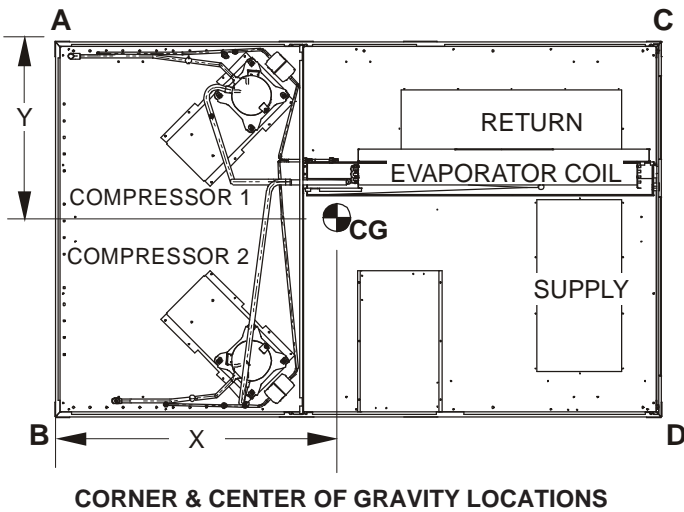 A
C
Y
RETURN
EVAPORATOR COIL
COMPRESSOR 1
CG
COMPRESSOR 2
SUPPLY
B
X
D
CORNER & CENTER OF GRAVITY LOCATIONS